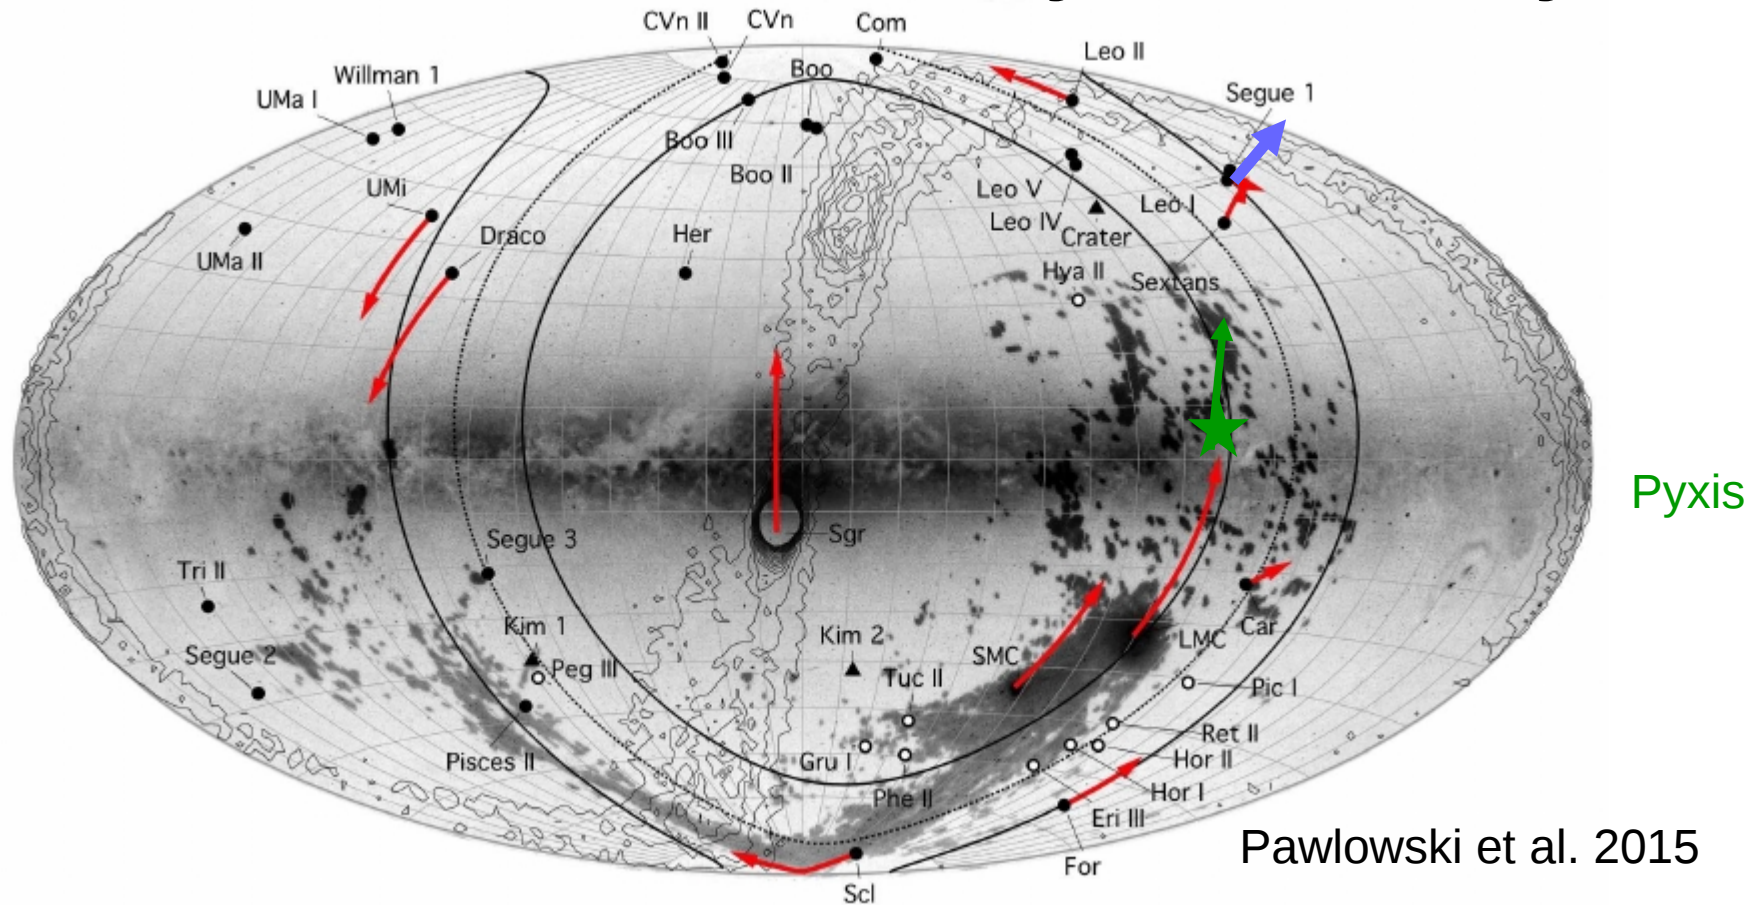 CVn II
CVn
Com
Leo II
Willman 1
Boo
UMa I
Segue 1
Boo III
Boo II
UMi
Leo V
Leo I
Leo IV
Draco
Her
Crater
UMa II
Hya II
Sextans
Pyxis
Sgr
Segue 3
Tri II
Kim 1
Kim 2
Car
LMC
SMC
Segue 2
Peg III
Tuc II
Pic I
Ret II
Pisces II
Gru I
Hor II
Phe II
Hor I
Eri III
Pawlowski et al. 2015
For
Scl